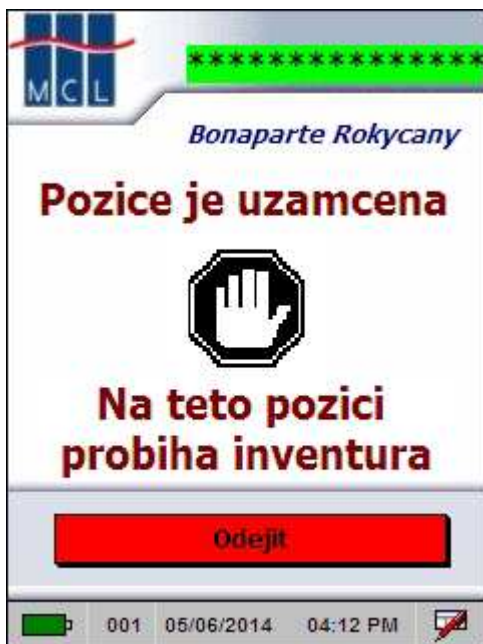 MCL
***************
Bonaparte Rokycany
Pozice je uzamcena
Na teto pozici
probiha inventura
Odejit
001 05/06/2014 04:12 PM